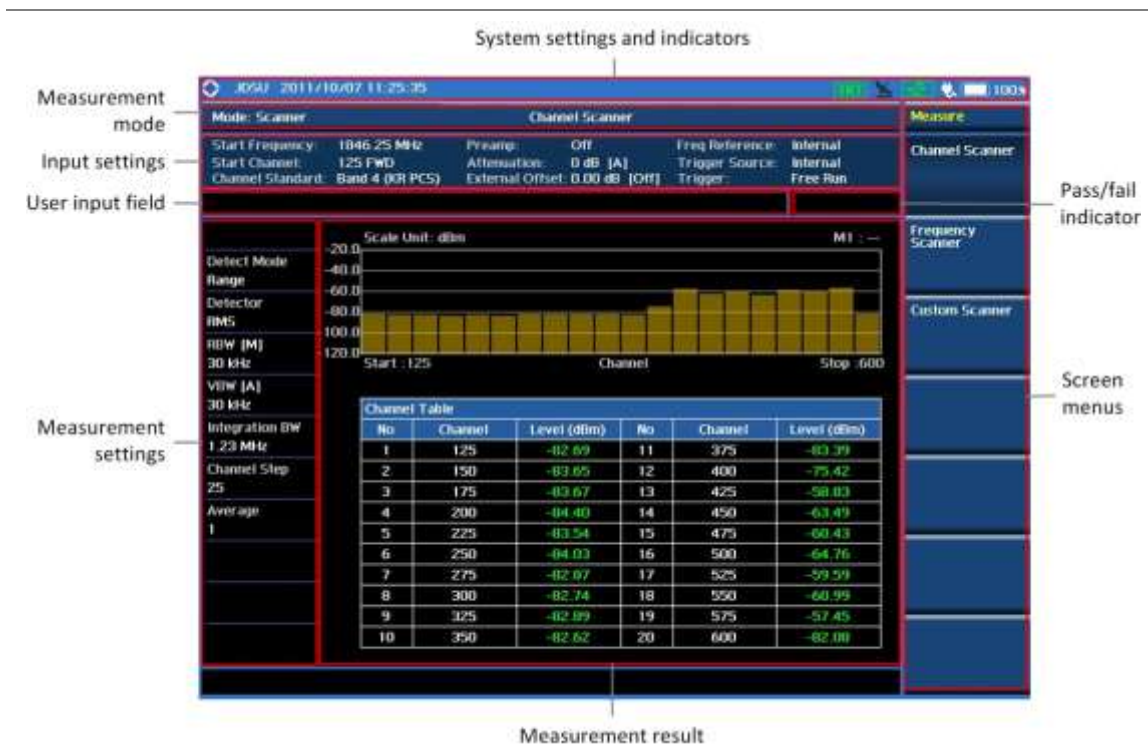 System settings and indicators
JDSU 2011/10/07 11:25:35
100%
Measurement mode
Mode: Scanner Channel Scanner
Measure
Input settings
Start Frequency: 1846.25 MHz Preamp: Off Freq Reference: Internal
Start Channel: 125 FWD Attenuation: 0 dB [A] Trigger Source: Internal
Channel Standard: Band 4 (KR PCS) External Offset: 0.00 dB [Off] Trigger: Free Run
Channel Scanner
User input field
Pass/fail indicator
Frequency Scanner
Custom Scanner
Screen menus
Measurement settings
Detect Mode
Range
Detector
RMS
RBW [M]
30 kHz
VBW [A]
30 kHz
Integration BW
1.23 MHz
Channel Step
25
Average
1
Scale Unit: dBm M1 : --
-20.0
-40.0
-60.0
-80.0
100.0
120.0
Start :125 Channel Stop :600
Channel Table
No Channel Level (dBm) No Channel Level (dBm)
1 125 -82.69 11 375 -83.39
2 150 -83.65 12 400 -75.42
3 175 -83.67 13 425 -58.03
4 200 -84.40 14 450 -63.49
5 225 -83.54 15 475 -60.43
6 250 -84.03 16 500 -64.76
7 275 -82.07 17 525 -59.59
8 300 -82.74 18 550 -60.99
9 325 -82.89 19 575 -57.45
10 350 -82.62 20 600 -82.00
Measurement result